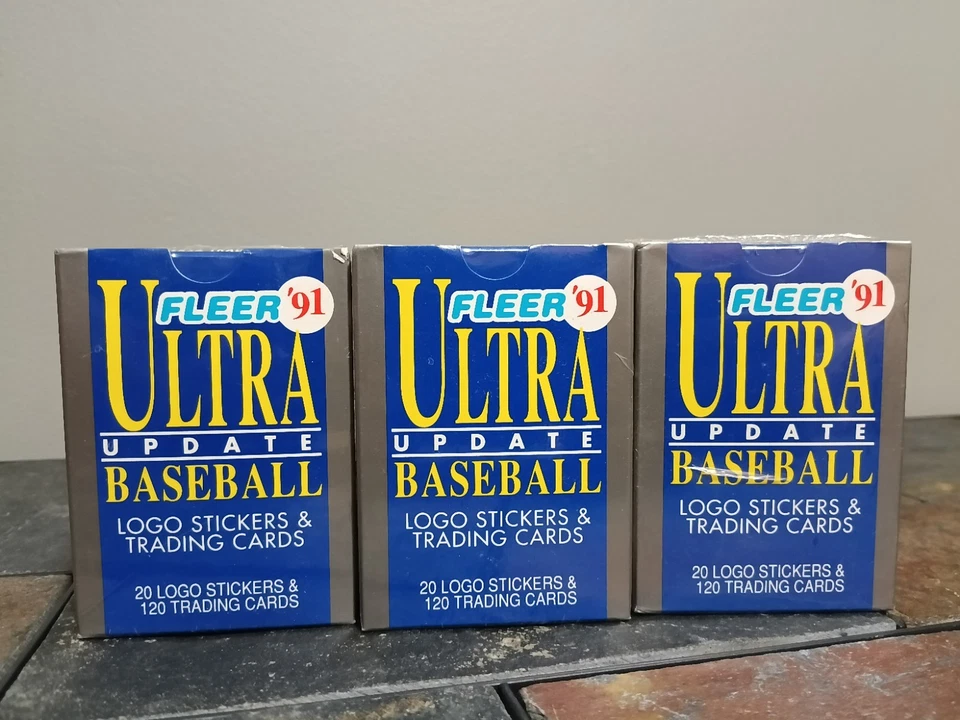 FLEER '91
ULTRA
UPDATE
BASEBALL
LOGO STICKERS &
TRADING CARDS
20 LOGO STICKERS &
120 TRADING CARDS
FLEER '91
ULTRA
UPDATE
BASEBALL
LOGO STICKERS &
TRADING CARDS
20 LOGO STICKERS &
120 TRADING CARDS
FLEER '91
ULTRA
UPDATE
BASEBALL
LOGO STICKERS &
TRADING CARDS
20 LOGO STICKERS &
120 TRADING CARDS